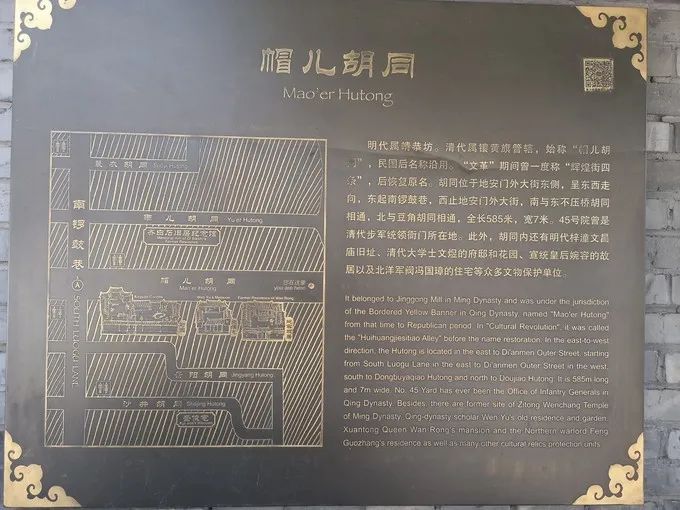 帽儿胡同
Mao'er Hutong
明代属靖恭坊。清代属镶黄旗管辖，始称“帽儿胡
同”，民国后名称沿用。“文革”期间曾一度称“辉煌街四
条”，后恢复原名。胡同位于地安门外大街东侧，呈东西走
向，东起南锣鼓巷，西止地安门外大街，南与东不压桥胡同
相通，北与豆角胡同相通，全长585米，宽7米。45号院曾是
清代步军统领衙门所在地。此外，胡同内还有明代梓潼文昌
庙旧址、清代大学士文煜的府邸和花园、宣统皇后婉容的故
居以及北洋军阀冯国璋的住宅等众多文物保护单位。
It belonged to Jinggong Mill in Ming Dynasty and was under the jurisdiction
of the Bordered Yellow Banner in Qing Dynasty, named "Mao'er Hutong"
from that time to Republican period. In "Cultural Revolution", it was called
the "Huihuangjiesitiao Alley" before the name restoration. In the east-to-west
direction, the Hutong is located in the east to Di'anmen Outer Street, starting
from South Luogu Lane in the east to Di'anmen Outer Street in the west,
south to Dongbuyaqiao Hutong and north to Doujiao Hutong. It is 585m long
and 7m wide. No. 45 Yard has ever been the Office of Infantry Generals in
Qing Dynasty. Besides, there are former site of Zitong Wenchang Temple
of Ming Dynasty, Qing-dynasty scholar Wen Yu's old residence and garden,
Xuantong Queen Wan Rong's mansion and the Northern warlord Feng
Guozhang's residence as well as many other cultural relics protection units.
南锣鼓巷
SOUTH LUOGU LANE
蓑衣胡同 Suoyi Hutong
雨儿胡同 Yu'er Hutong
齐白石旧居纪念馆
帽儿胡同
Mao'er Hutong
您在这里
you are here
景阳胡同 Jingyang Hutong
沙井胡同 Shajing Hutong